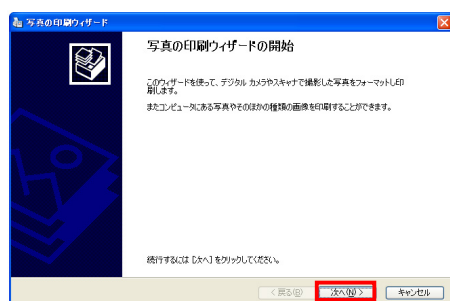 写真の印刷ウィザード
写真の印刷ウィザードの開始
このウィザードを使って、デジタル カメラやスキャナで撮影した写真をフォーマットし印
刷します。
またコンピュータにある写真やそのほかの種類の画像を印刷することができます。
続行するには [次へ] をクリックしてください。
< 戻る(B)
次へ(N) >
キャンセル